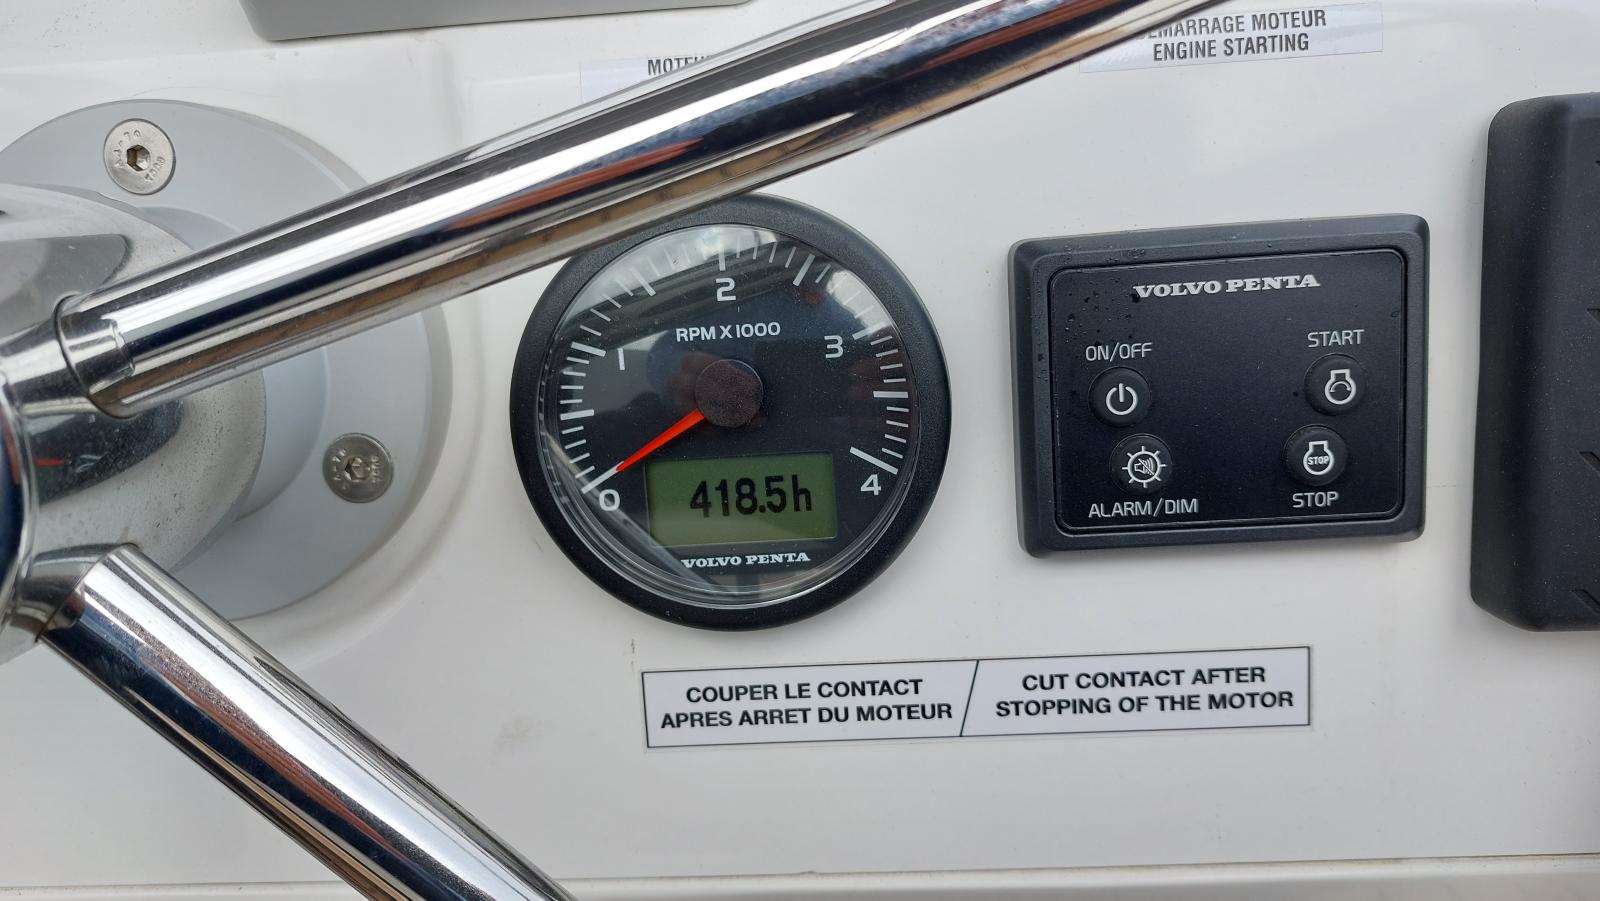 DEMARRAGE MOTEUR
ENGINE STARTING
RPM X 1000
0
1
2
3
4
418.5h
VOLVO PENTA
VOLVO PENTA
ON/OFF
START
STOP
ALARM/DIM
STOP
COUPER LE CONTACT
APRES ARRET DU MOTEUR
CUT CONTACT AFTER
STOPPING OF THE MOTOR